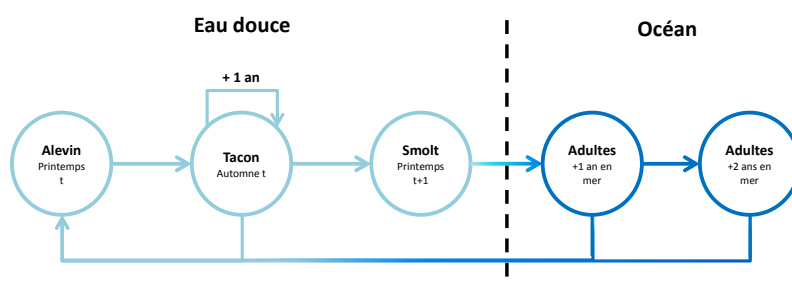 Eau douce
Océan
+ 1 an
Alevin
Printemps
t
Tacon
Automne t
Smolt
Printemps
t+1
Adultes
+1 an en
mer
Adultes
+2 ans en
mer